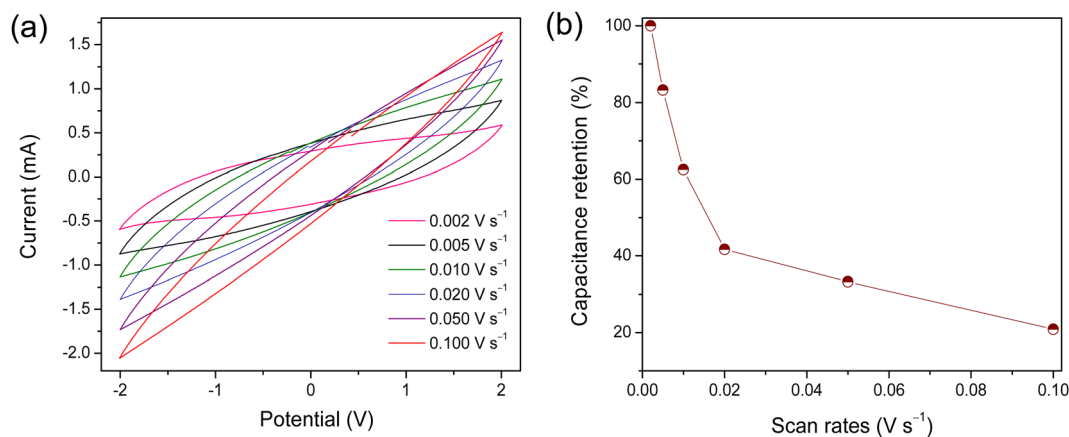 (a)
Current (mA)
1.5
1.0
0.5
0.0
-0.5
-1.0
-1.5
-2.0
-2
-1
0
1
2
Potential (V)
0.002 V s⁻¹
0.005 V s⁻¹
0.010 V s⁻¹
0.020 V s⁻¹
0.050 V s⁻¹
0.100 V s⁻¹
(b)
Capacitance retention (%)
100
80
60
40
20
0.00
0.02
0.04
0.06
0.08
0.10
Scan rates (V s⁻¹)